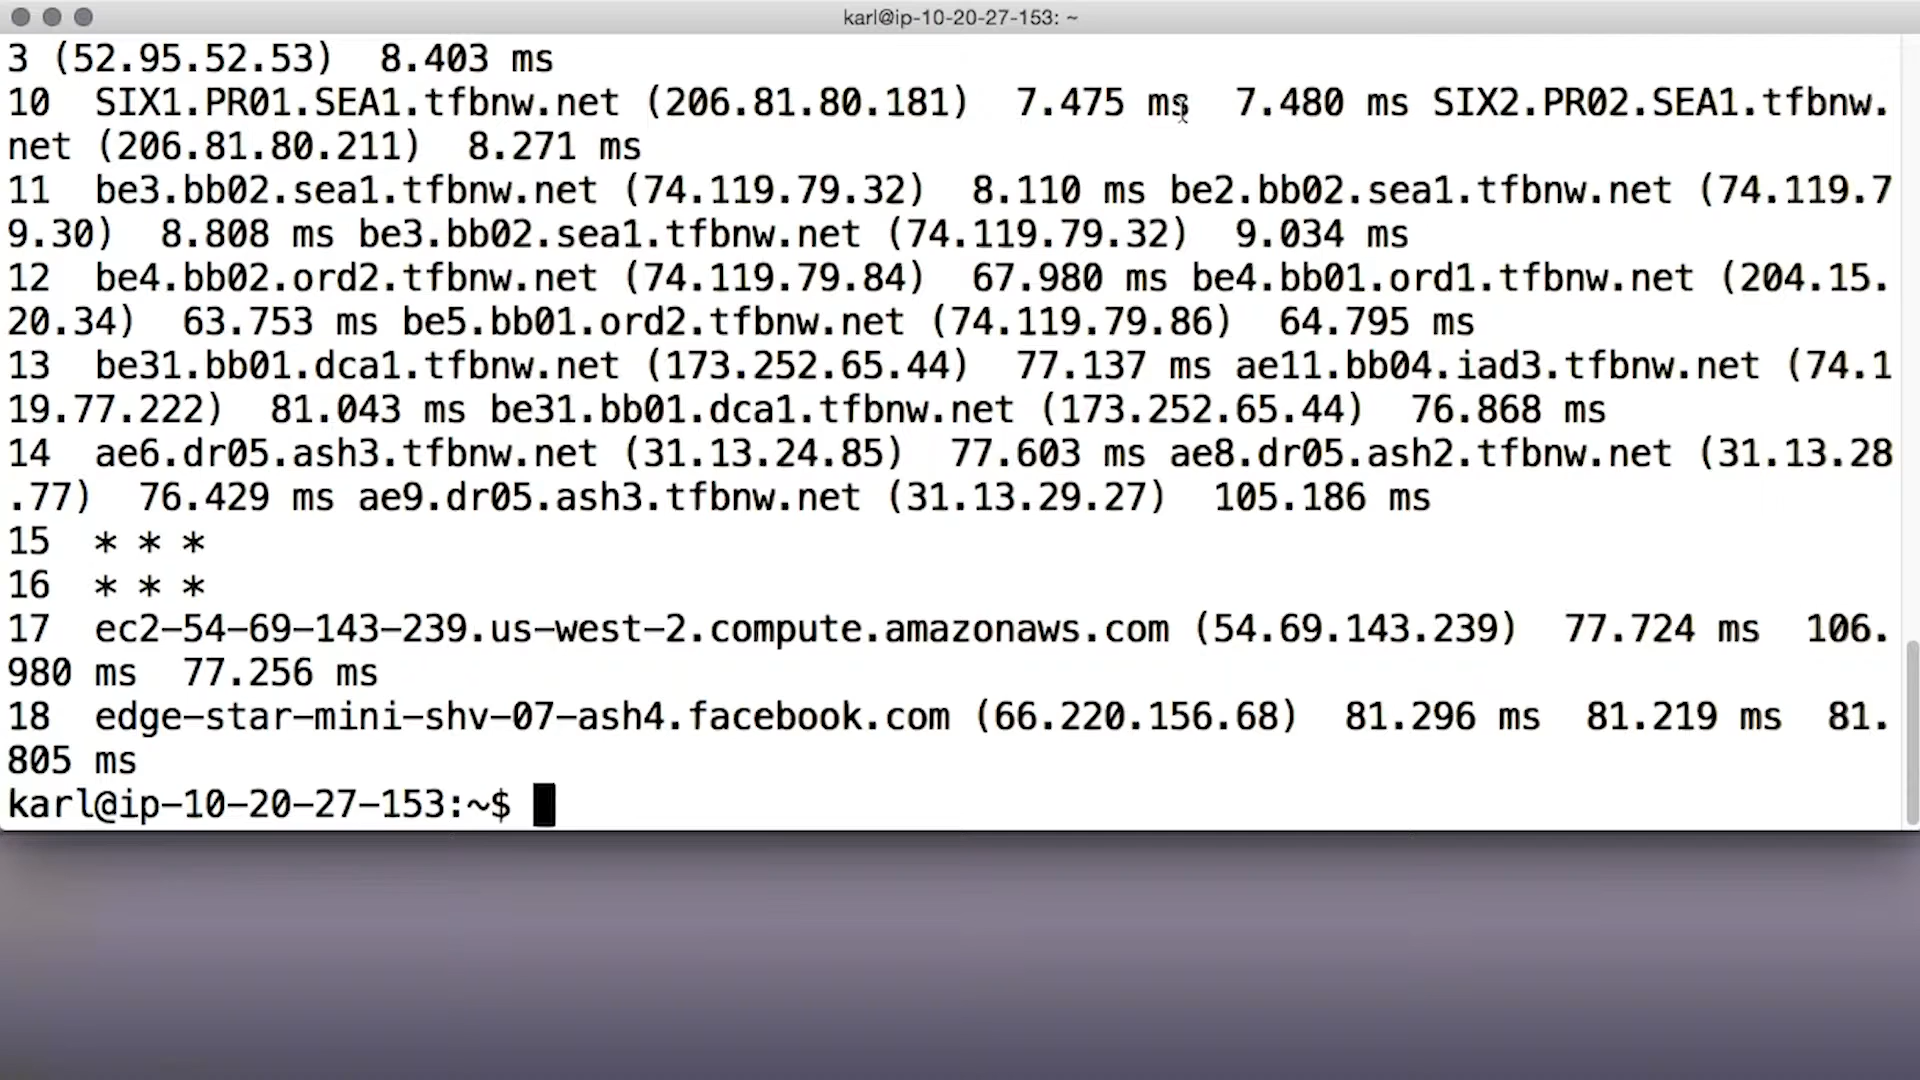 karl@ip-10-20-27-153: ~
3 (52.95.52.53)  8.403 ms
10  SIX1.PR01.SEA1.tfbnw.net (206.81.80.181)  7.475 ms  7.480 ms SIX2.PR02.SEA1.tfbnw.
net (206.81.80.211)  8.271 ms
11  be3.bb02.sea1.tfbnw.net (74.119.79.32)  8.110 ms be2.bb02.sea1.tfbnw.net (74.119.7
9.30)  8.808 ms be3.bb02.sea1.tfbnw.net (74.119.79.32)  9.034 ms
12  be4.bb02.ord2.tfbnw.net (74.119.79.84)  67.980 ms be4.bb01.ord1.tfbnw.net (204.15.
20.34)  63.753 ms be5.bb01.ord2.tfbnw.net (74.119.79.86)  64.795 ms
13  be31.bb01.dca1.tfbnw.net (173.252.65.44)  77.137 ms ae11.bb04.iad3.tfbnw.net (74.1
19.77.222)  81.043 ms be31.bb01.dca1.tfbnw.net (173.252.65.44)  76.868 ms
14  ae6.dr05.ash3.tfbnw.net (31.13.24.85)  77.603 ms ae8.dr05.ash2.tfbnw.net (31.13.28
.77)  76.429 ms ae9.dr05.ash3.tfbnw.net (31.13.29.27)  105.186 ms
15  * * *
16  * * *
17  ec2-54-69-143-239.us-west-2.compute.amazonaws.com (54.69.143.239)  77.724 ms  106.
980 ms  77.256 ms
18  edge-star-mini-shv-07-ash4.facebook.com (66.220.156.68)  81.296 ms  81.219 ms  81.
805 ms
karl@ip-10-20-27-153:~$